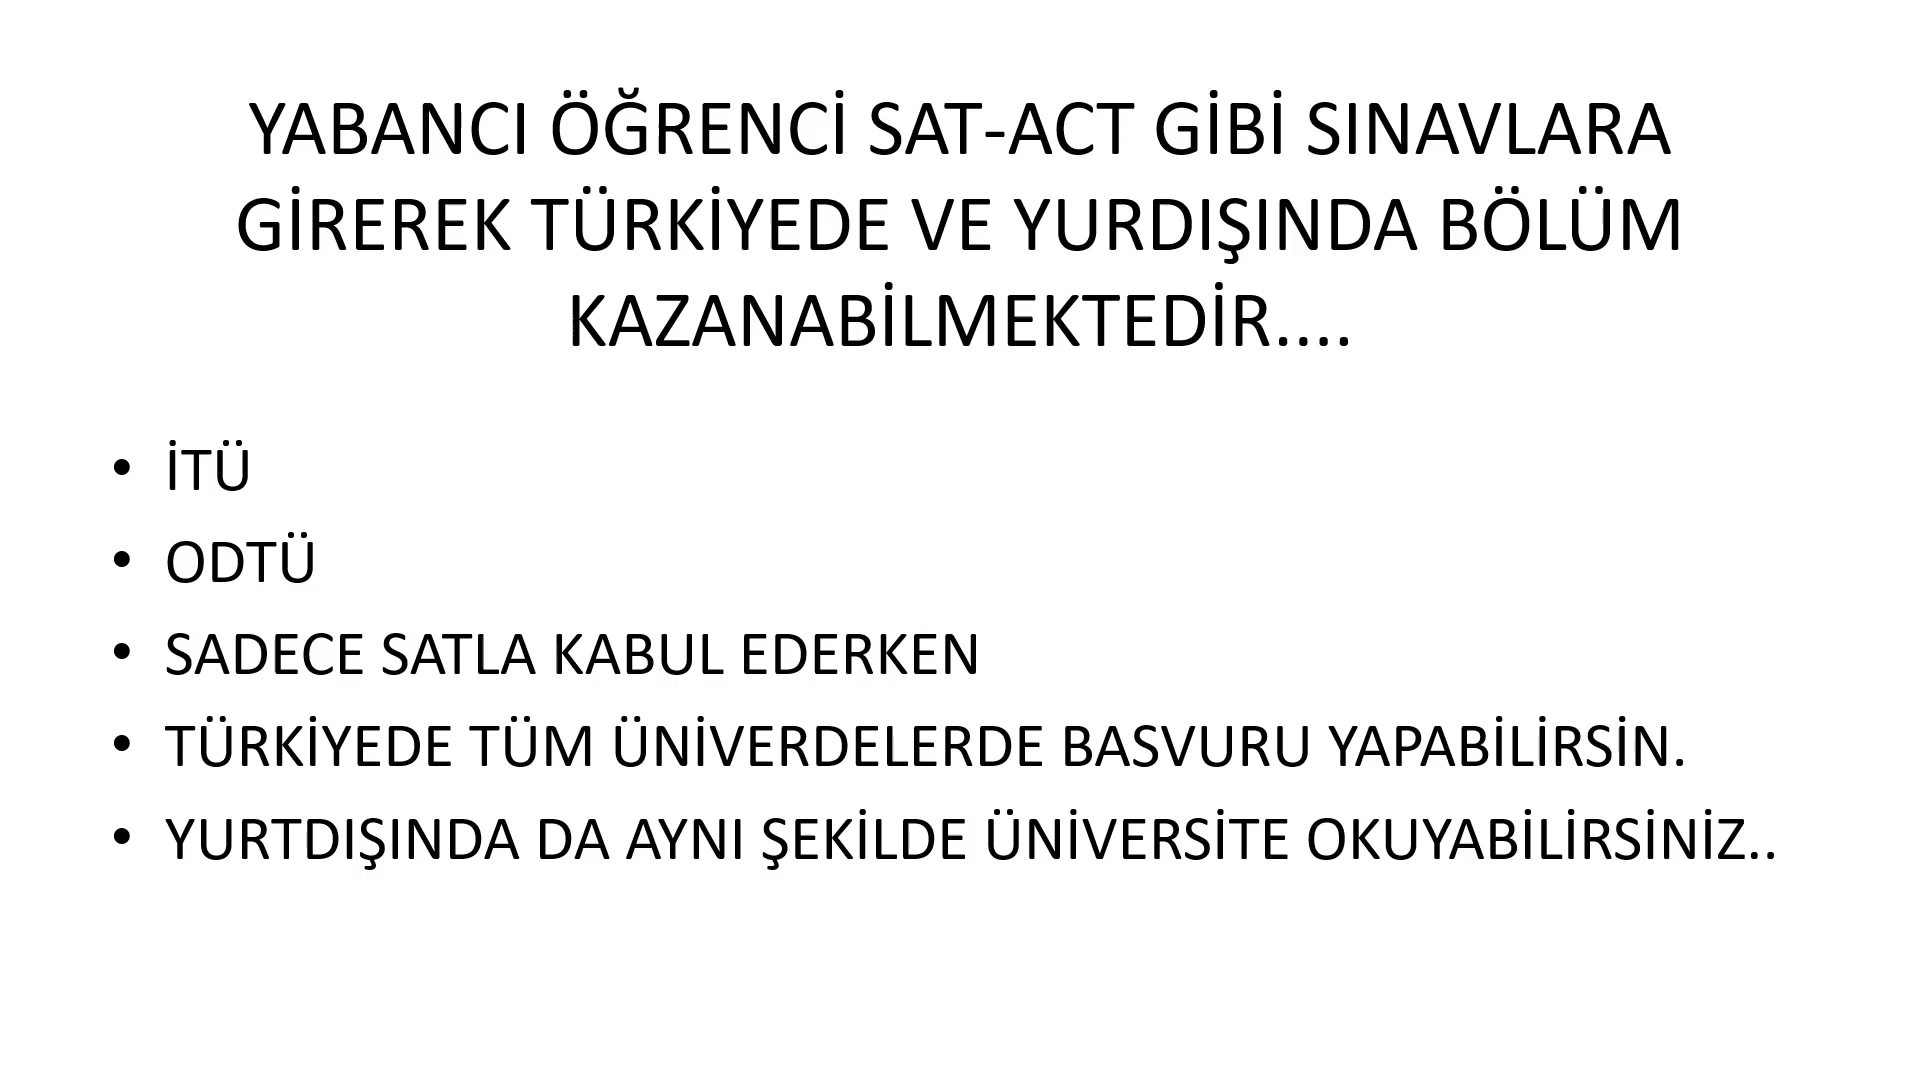 YABANCI ÖĞRENCİ SAT-ACT GİBİ SINAVLARA
GİREREK TÜRKİYEDE VE YURDIŞINDA BÖLÜM
KAZANABİLMEKTEDİR....
• İTÜ
• ODTÜ
• SADECE SATLA KABUL EDERKEN
• TÜRKİYEDE TÜM ÜNİVERDELERDE BASVURU YAPABİLİRSİN.
• YURTDIŞINDA DA AYNI ŞEKİLDE ÜNİVERSİTE OKUYABİLİRSİNİZ..